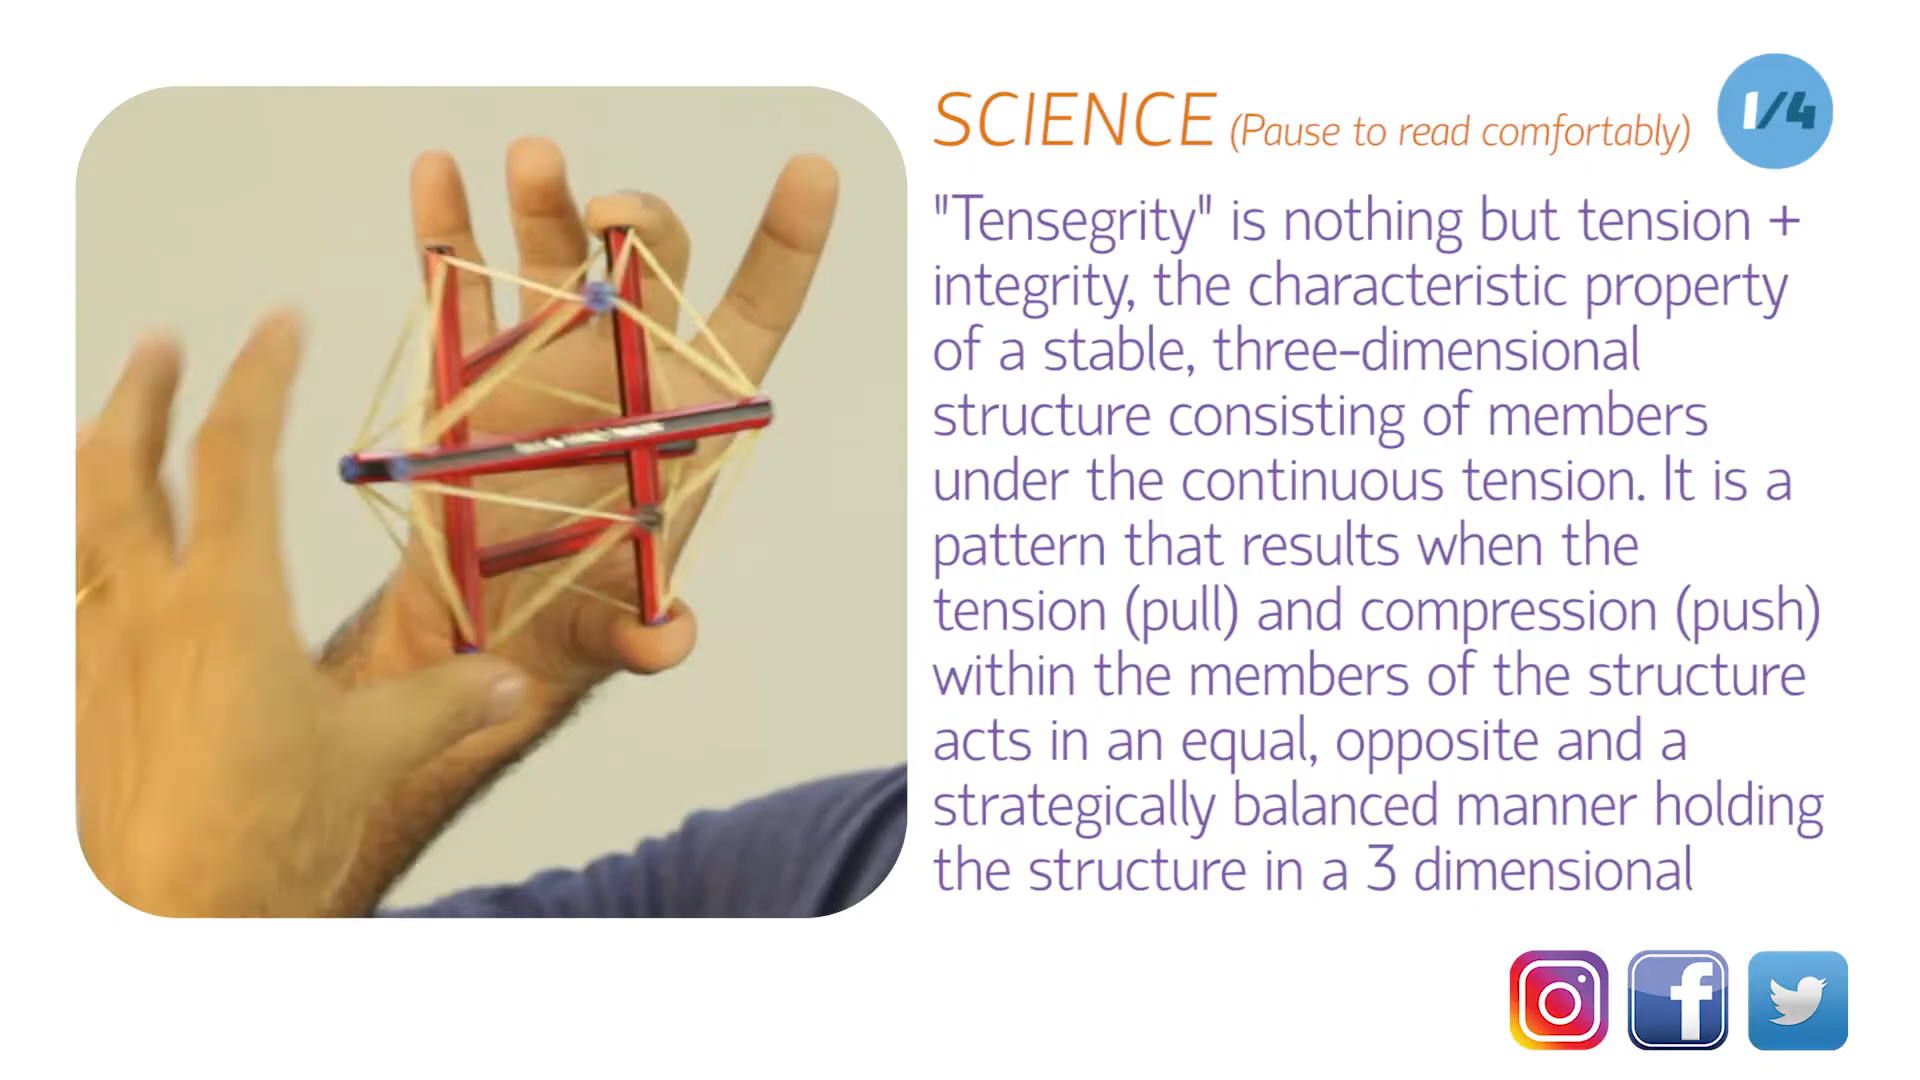 SCIENCE (Pause to read comfortably) 1/4
"Tensegrity" is nothing but tension +
integrity, the characteristic property
of a stable, three-dimensional
structure consisting of members
under the continuous tension. It is a
pattern that results when the
tension (pull) and compression (push)
within the members of the structure
acts in an equal, opposite and a
strategically balanced manner holding
the structure in a 3 dimensional